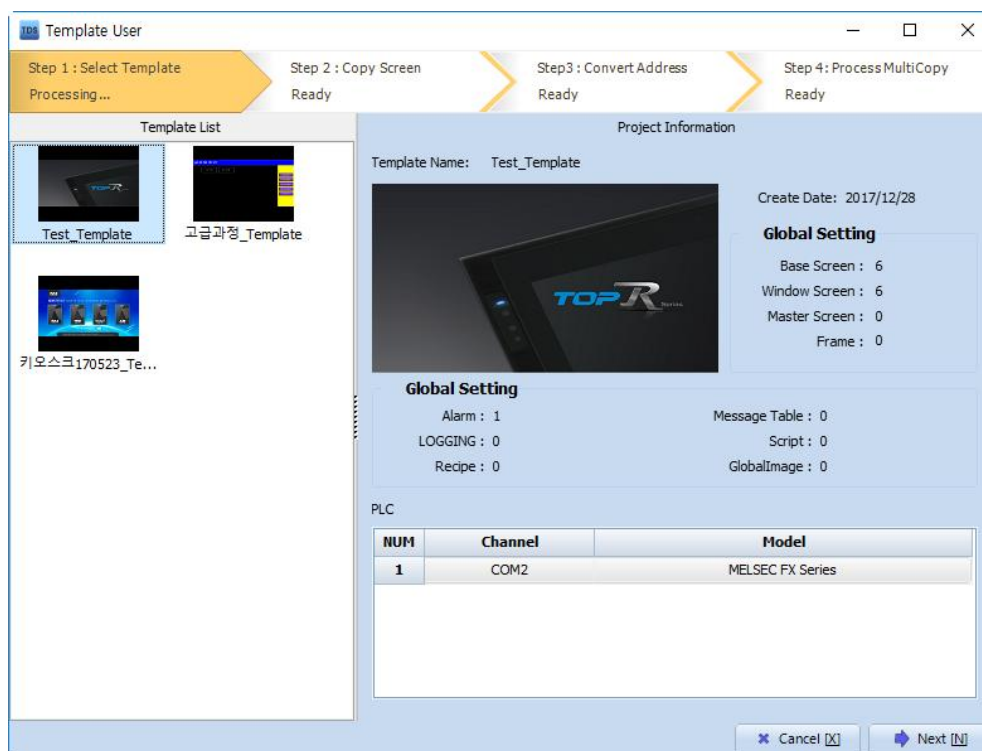 TDS Template User
Step 1 : Select Template
Processing...
Step 2 : Copy Screen
Ready
Step3 : Convert Address
Ready
Step 4: Process MultiCopy
Ready
Template List
Test_Template
고급과정_Template
키오스크170523_Te...
Project Information
Template Name: Test_Template
TOPR Series
Create Date: 2017/12/28
Global Setting
Base Screen : 6
Window Screen : 6
Master Screen : 0
Frame : 0
Global Setting
Alarm : 1
LOGGING : 0
Recipe : 0
Message Table : 0
Script : 0
GlobalImage : 0
PLC
NUM Channel Model
1 COM2 MELSEC FX Series
Cancel [X] Next [N]